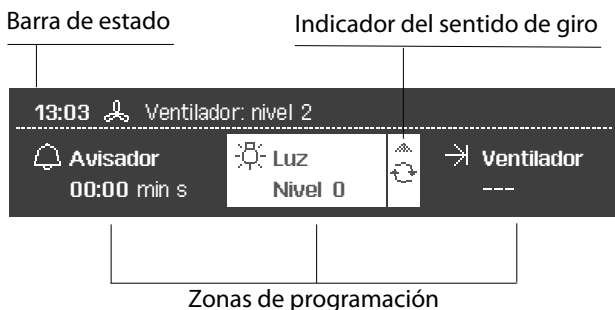 Barra de estado
Indicador del sentido de giro
13:03 Ventilador: nivel 2
Avisador Luz Ventilador
00:00 min s Nivel 0 ---
Zonas de programación